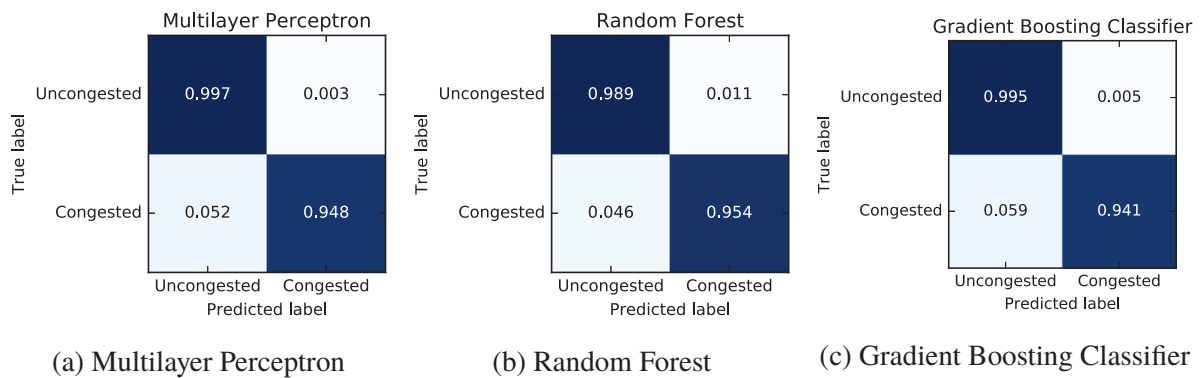 Multilayer Perceptron
True label
Uncongested
0.997
0.003
Congested
0.052
0.948
Uncongested Congested
Predicted label
(a) Multilayer Perceptron
Random Forest
True label
Uncongested
0.989
0.011
Congested
0.046
0.954
Uncongested Congested
Predicted label
(b) Random Forest
Gradient Boosting Classifier
True label
Uncongested
0.995
0.005
Congested
0.059
0.941
Uncongested Congested
Predicted label
(c) Gradient Boosting Classifier